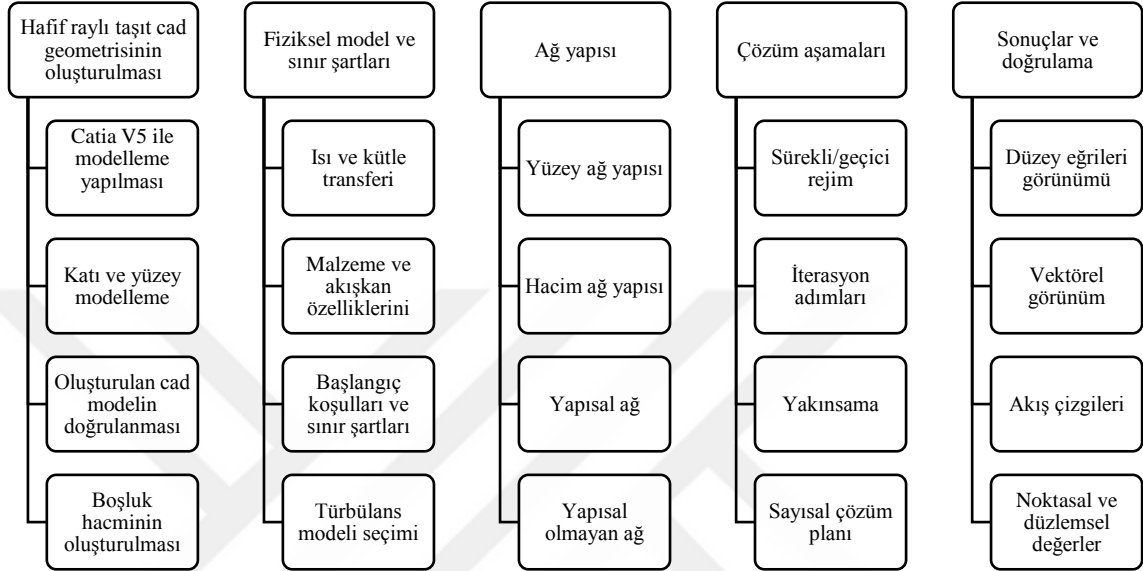 Hafif raylı taşıt cad
geometrisinin
oluşturulması
Catia V5 ile
modelleme
yapılması
Katı ve yüzey
modelleme
Oluşturulan cad
modelin
doğrulanması
Boşluk
hacminin
oluşturulması
Fiziksel model ve
sınır şartları
Isı ve kütle
transferi
Malzeme ve
akışkan
özelliklerini
Başlangıç
koşulları ve
sınır şartları
Türbülans
modeli seçimi
Ağ yapısı
Yüzey ağ yapısı
Hacim ağ yapısı
Yapısal ağ
Yapısal
olmayan ağ
Çözüm aşamaları
Sürekli/geçici
rejim
İterasyon
adımları
Yakınsama
Sayısal çözüm
planı
Sonuçlar ve
doğrulama
Düzey eğrileri
görünümü
Vektörel
görünüm
Akış çizgileri
Noktasal ve
düzlemsel
değerler